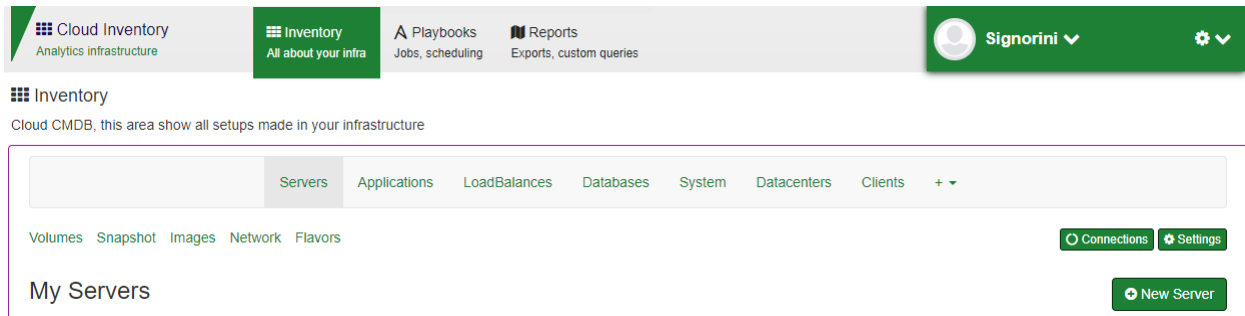 Cloud Inventory
Analytics infrastructure
Inventory
All about your infra
Playbooks
Jobs, scheduling
Reports
Exports, custom queries
Signorini
Inventory
Cloud CMDB, this area show all setups made in your infrastructure
Servers Applications LoadBalances Databases System Datacenters Clients +
Volumes Snapshot Images Network Flavors
Connections Settings
My Servers
New Server